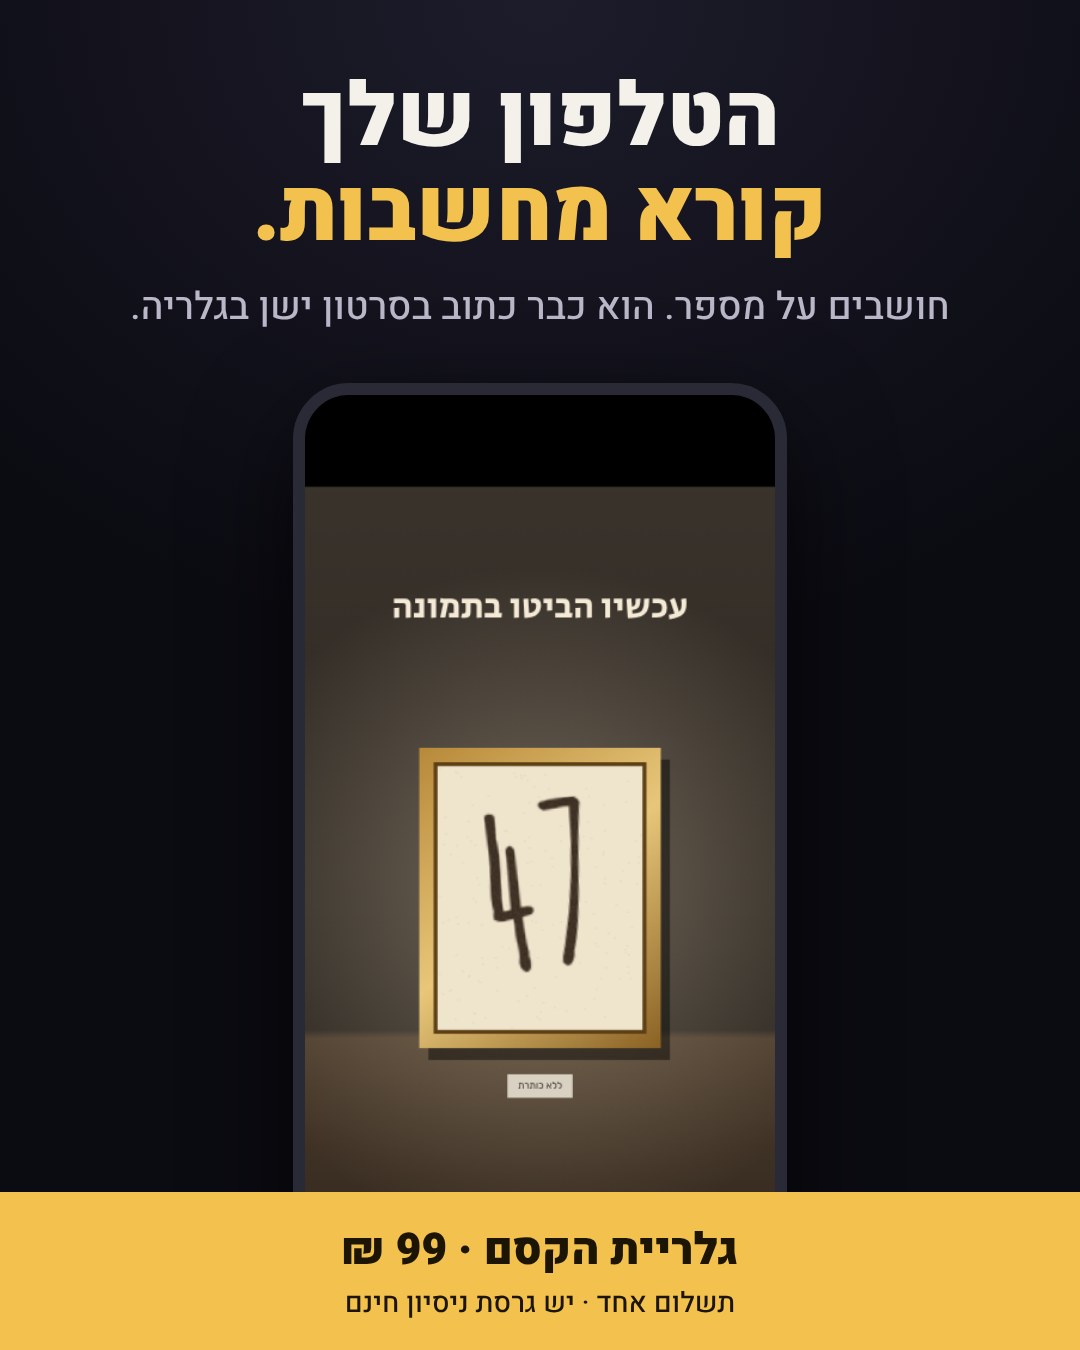 הטלפון שלך
קורא מחשבות.
חושבים על מספר. הוא כבר כתוב בסרטון ישן בגלריה.
עכשיו הביטו בתמונה
47
ללא כותרת
גלריית הקסם · 99 ₪
תשלום אחד · יש גרסת ניסיון חינם